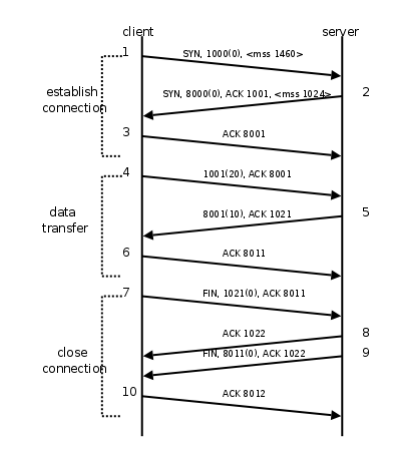 client server
1 SYN, 1000(0), <mss 1460>
SYN, 8000(0), ACK 1001, <mss 1024> 2
establish
connection
3 ACK 8001
4 1001(20), ACK 8001
8001(10), ACK 1021 5
data
transfer
6 ACK 8011
7 FIN, 1021(0), ACK 8011
ACK 1022 8
FIN, 8011(0), ACK 1022 9
close
connection
10 ACK 8012